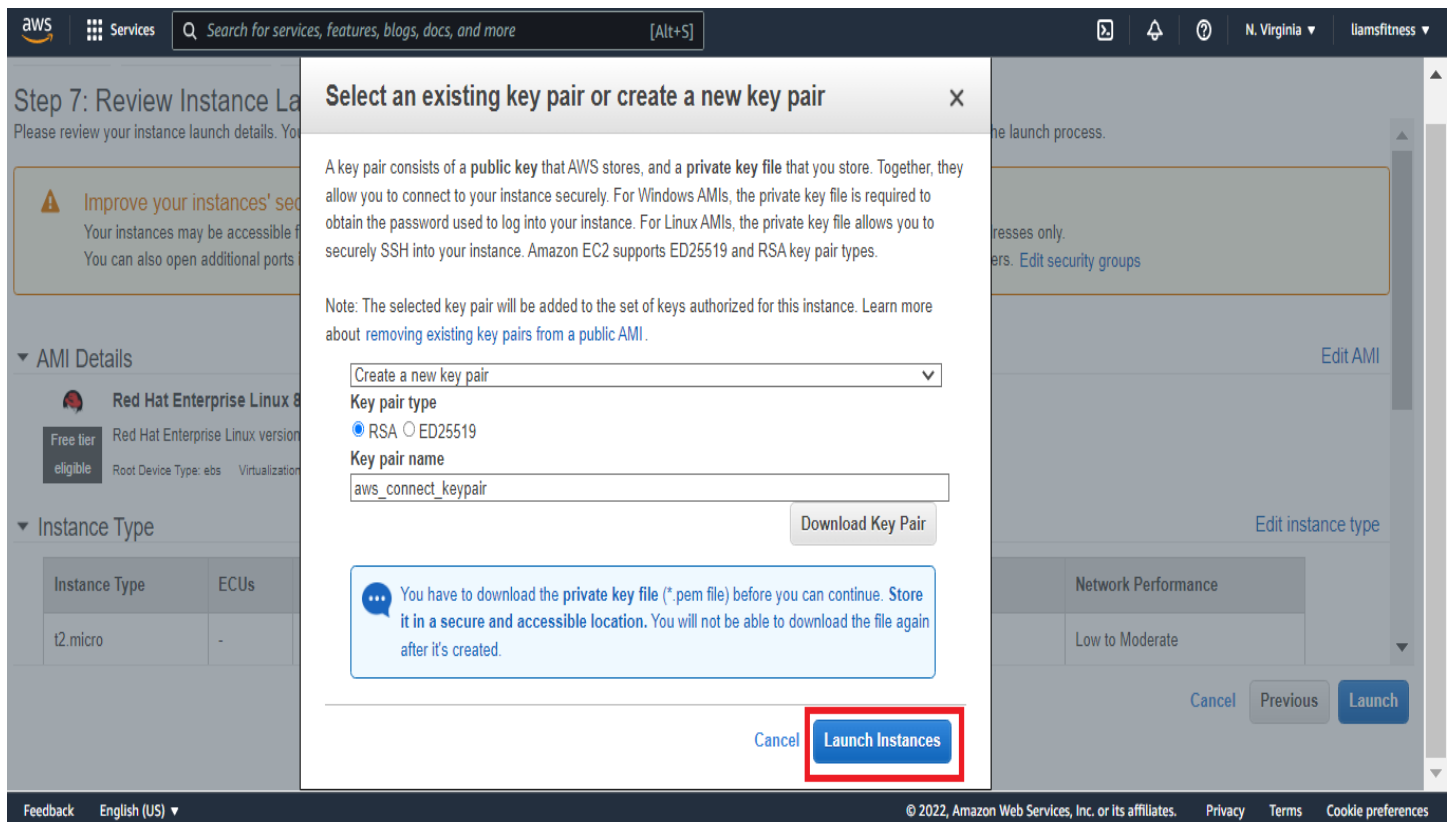 aws Services Search for services, features, blogs, docs, and more [Alt+S] N. Virginia ▼ liamsfitness ▼
Step 7: Review Instance La
Please review your instance launch details. You
he launch process.
Improve your instances' sec
Your instances may be accessible f
resses only.
You can also open additional ports i
ers. Edit security groups
AMI Details
Edit AMI
Red Hat Enterprise Linux 8
Free tier
eligible
Red Hat Enterprise Linux version
Root Device Type: ebs Virtualization
Instance Type
Edit instance type
Instance Type ECUs Network Performance
t2.micro - Low to Moderate
Cancel Previous Launch
Select an existing key pair or create a new key pair
A key pair consists of a public key that AWS stores, and a private key file that you store. Together, they
allow you to connect to your instance securely. For Windows AMIs, the private key file is required to
obtain the password used to log into your instance. For Linux AMIs, the private key file allows you to
securely SSH into your instance. Amazon EC2 supports ED25519 and RSA key pair types.
Note: The selected key pair will be added to the set of keys authorized for this instance. Learn more
about removing existing key pairs from a public AMI .
Create a new key pair
Key pair type
RSA ED25519
Key pair name
aws_connect_keypair
Download Key Pair
You have to download the private key file (*.pem file) before you can continue. Store
it in a secure and accessible location. You will not be able to download the file again
after it's created.
Cancel Launch Instances
Feedback English (US) ▼ © 2022, Amazon Web Services, Inc. or its affiliates. Privacy Terms Cookie preferences